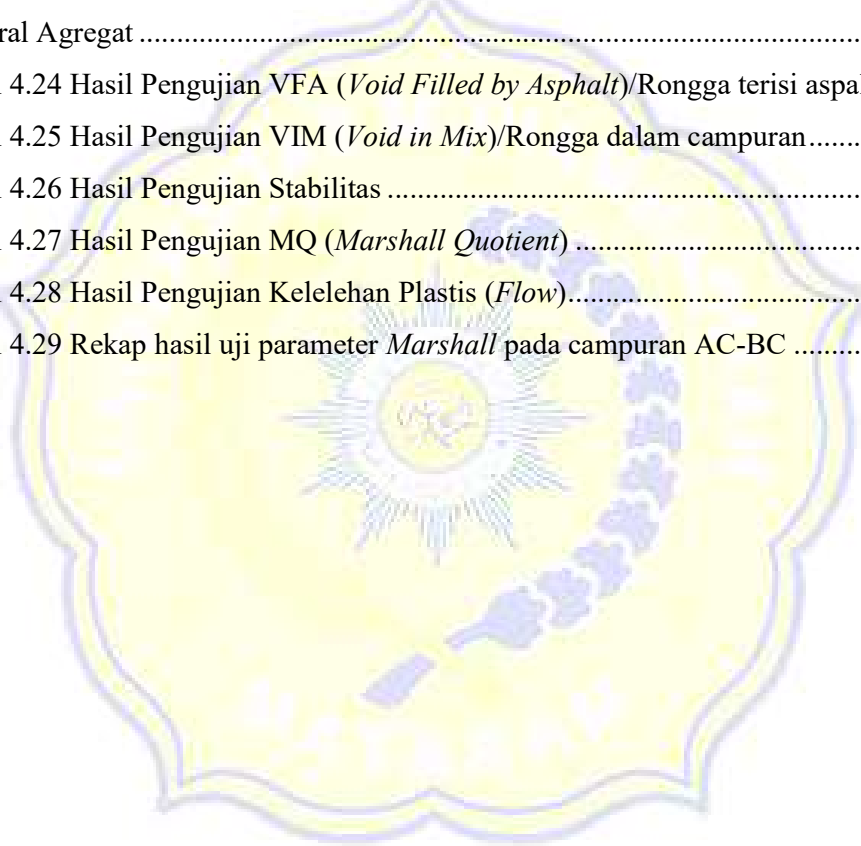 ral Agregat ...........................................................................................
4.24 Hasil Pengujian VFA (Void Filled by Asphalt)/Rongga terisi aspal
4.25 Hasil Pengujian VIM (Void in Mix)/Rongga dalam campuran.......
4.26 Hasil Pengujian Stabilitas ............................................................
4.27 Hasil Pengujian MQ (Marshall Quotient) ....................................
4.28 Hasil Pengujian Kelelehan Plastis (Flow).....................................
4.29 Rekap hasil uji parameter Marshall pada campuran AC-BC .........